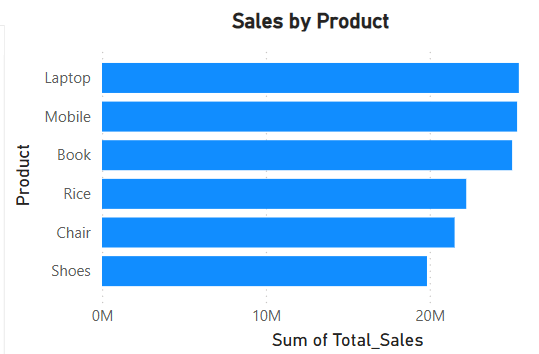 Sales by Product
Laptop
Mobile
Book
Rice
Chair
Shoes
Product
0M 10M 20M
Sum of Total_Sales